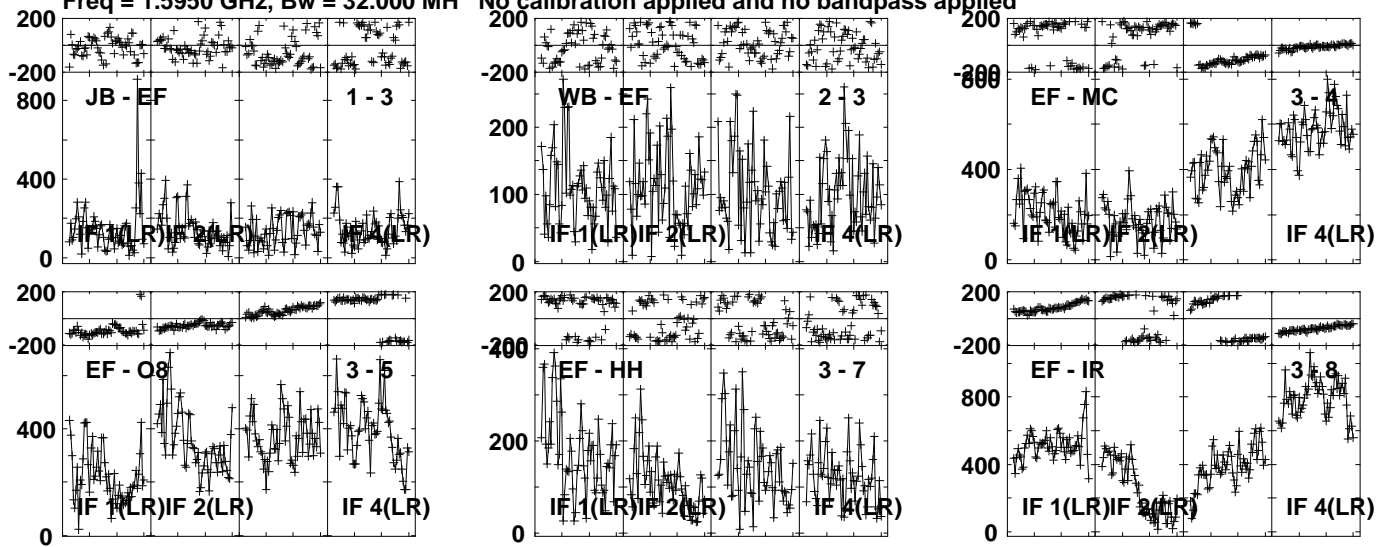 Freq = 1.5950 GHz, Bw = 32.000 MH No calibration applied and no bandpass applied
200 200 200
-200 -200 -200
JB - EF 1 - 3 WB - EF 2 - 3 EF - MC 3 - 4
800 200 800
400 100 400
IF 1(LR) IF 2(LR) IF 4(LR) IF 1(LR) IF 2(LR) IF 4(LR) IF 1(LR) IF 2(LR) IF 4(LR)
0 0 0
200 200 200
-200 -200 -200
400
EF - O8 3 - 5 EF - HH 3 - 7 EF - IR 3 - 8
800
400 200 400
IF 1(LR) IF 2(LR) IF 4(LR) IF 1(LR) IF 2(LR) IF 4(LR) IF 1(LR) IF 2(LR) IF 4(LR)
0 0 0